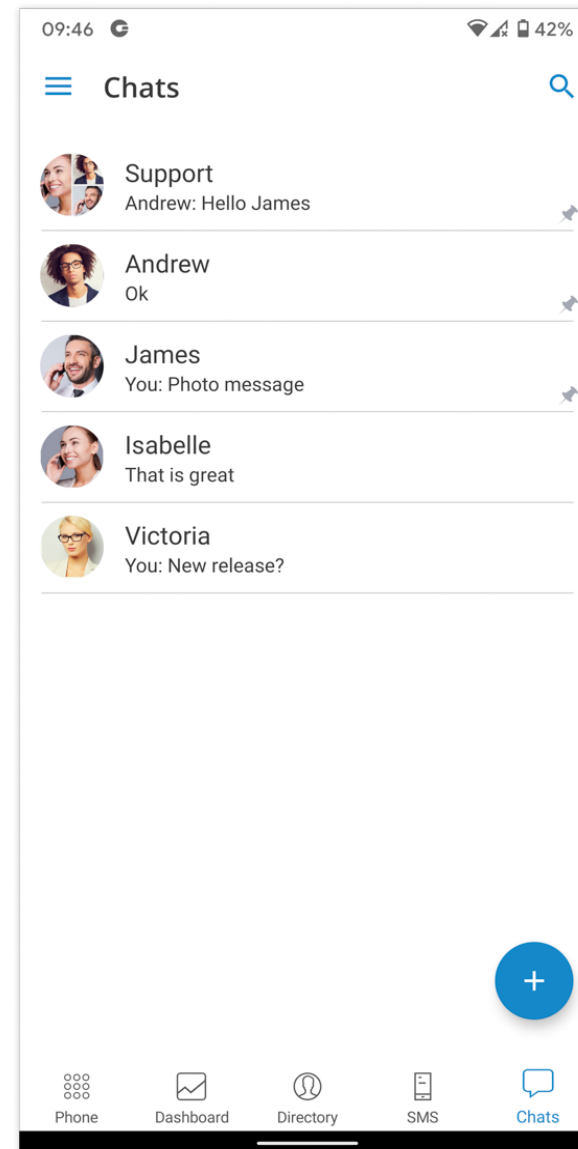 09:46
42%
Chats
Support
Andrew: Hello James
Andrew
Ok
James
You: Photo message
Isabelle
That is great
Victoria
You: New release?
Phone
Dashboard
Directory
SMS
Chats